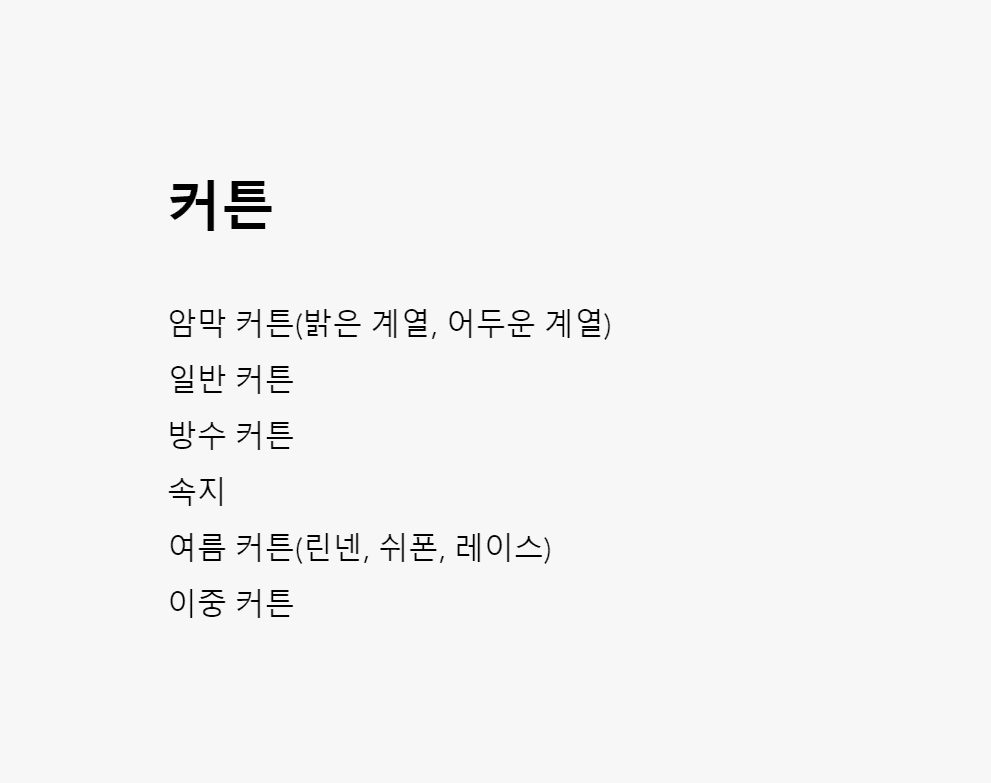 커튼
암막 커튼(밝은 계열, 어두운 계열)
일반 커튼
방수 커튼
속지
여름 커튼(린넨, 쉬폰, 레이스)
이중 커튼